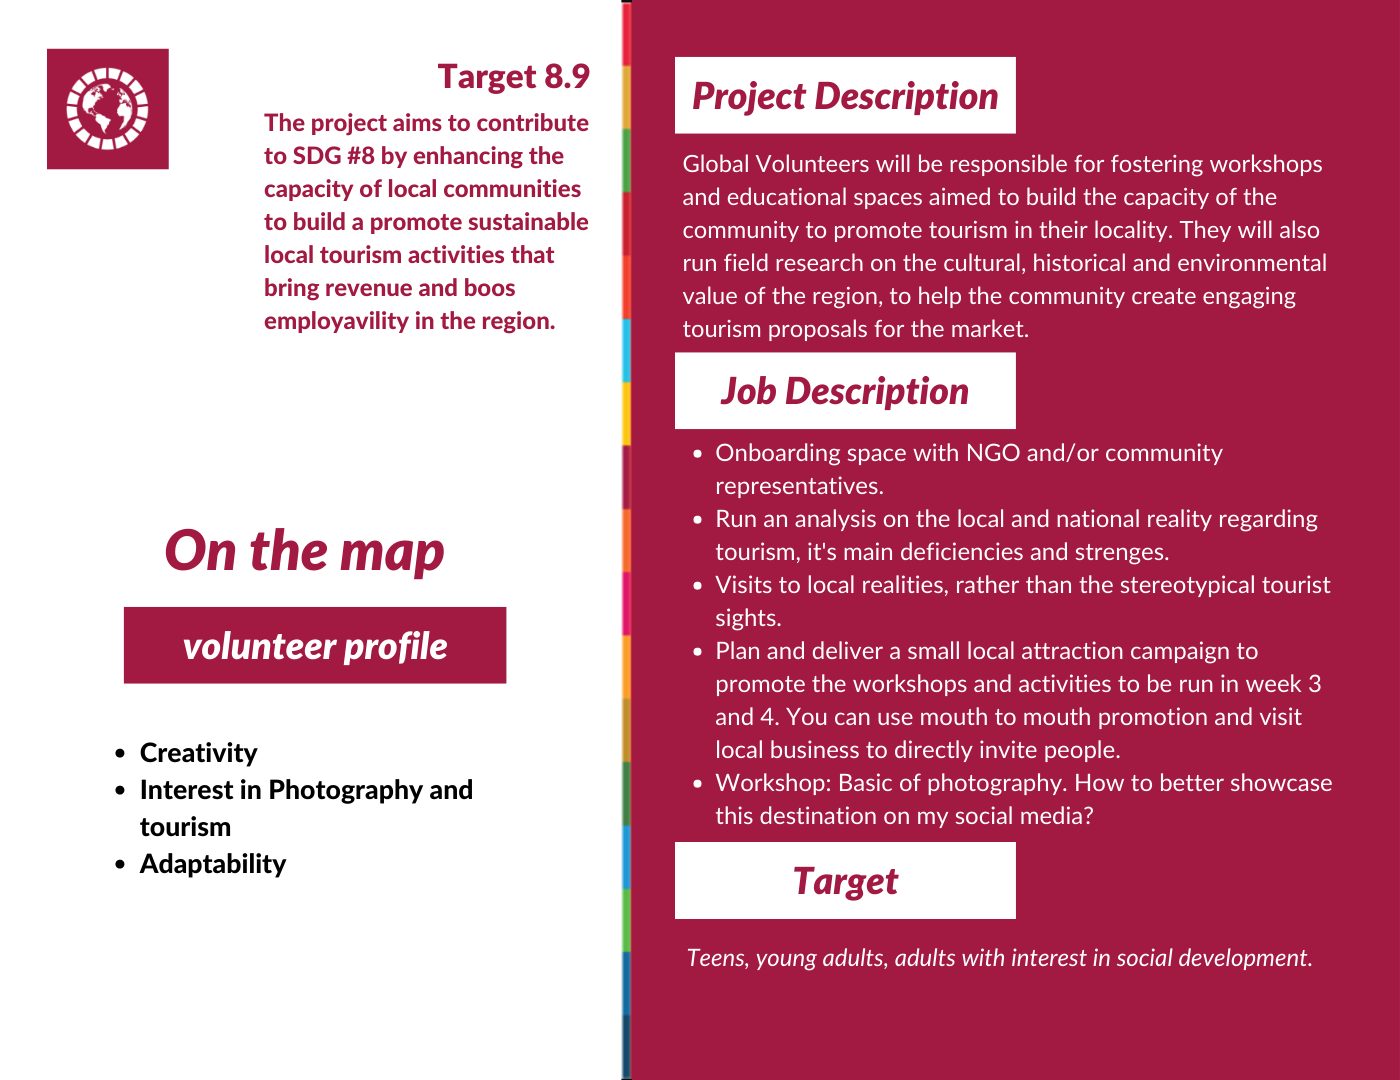 Target 8.9
The project aims to contribute
to SDG #8 by enhancing the
capacity of local communities
to build a promote sustainable
local tourism activities that
bring revenue and boos
employavility in the region.
On the map
volunteer profile
• Creativity
• Interest in Photography and
tourism
• Adaptability
Project Description
Global Volunteers will be responsible for fostering workshops
and educational spaces aimed to build the capacity of the
community to promote tourism in their locality. They will also
run field research on the cultural, historical and environmental
value of the region, to help the community create engaging
tourism proposals for the market.
Job Description
• Onboarding space with NGO and/or community
representatives.
• Run an analysis on the local and national reality regarding
tourism, it's main deficiencies and strenges.
• Visits to local realities, rather than the stereotypical tourist
sights.
• Plan and deliver a small local attraction campaign to
promote the workshops and activities to be run in week 3
and 4. You can use mouth to mouth promotion and visit
local business to directly invite people.
• Workshop: Basic of photography. How to better showcase
this destination on my social media?
Target
Teens, young adults, adults with interest in social development.